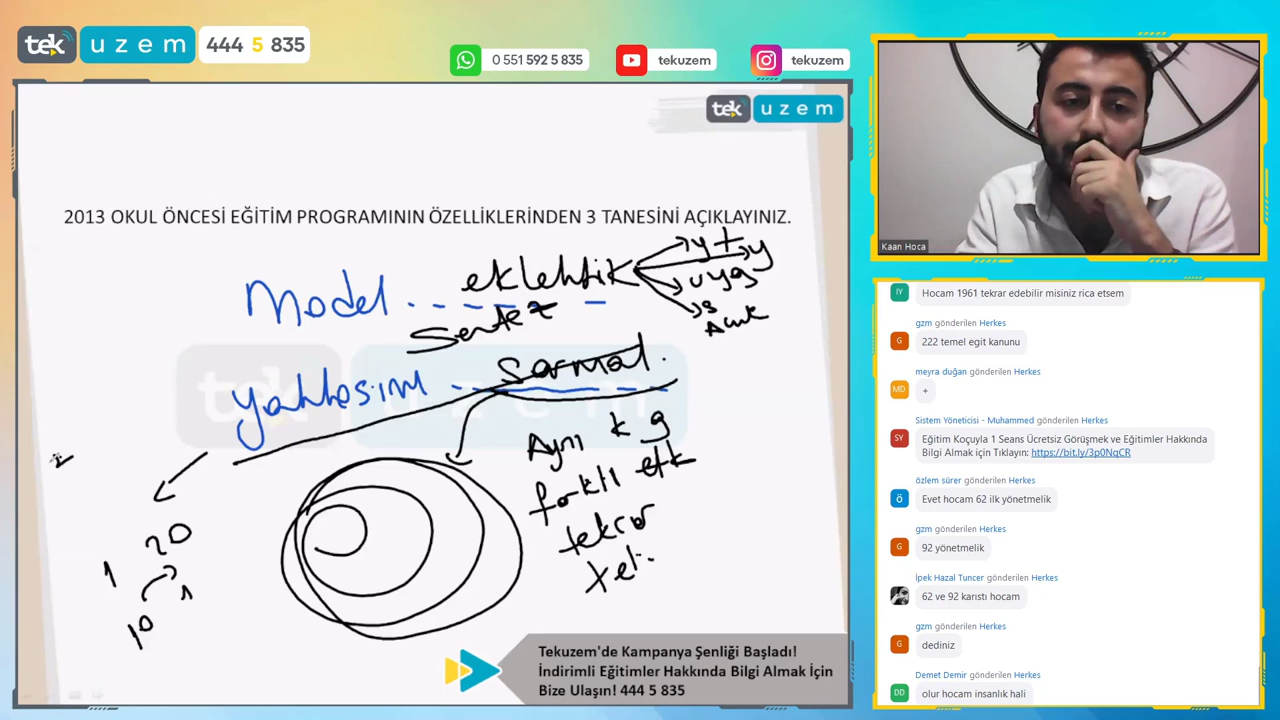 tek uzem 444 5 835
0 551 592 5 835 tekuzem tekuzem
tek uzem
2013 OKUL ÖNCESİ EĞİTİM PROGRAMININ ÖZELLİKLERİNDEN 3 TANESİNİ AÇIKLAYINIZ.
Model eklektik
Sentez
y t y
uyg
Acık
yaklaşım sarmal
Aynı k g
farklı etk
tekrar
20
1
10 1
Tekuzem'de Kampanya Şenliği Başladı!
İndirimli Eğitimler Hakkında Bilgi Almak İçin
Bize Ulaşın! 444 5 835
Kaan Hoca
IY Hocam 1961 tekrar edebilir misiniz rica etsem
gzm gönderilen Herkes
G 222 temel egit kanunu
meyra duğan gönderilen Herkes
MD +
Sistem Yöneticisi - Muhammed gönderilen Herkes
SY Eğitim Koçuyla 1 Seans Ücretsiz Görüşmek ve Eğitimler Hakkında
Bilgi Almak için Tıklayın: https://bit.ly/3p0NqCR
özlem sürer gönderilen Herkes
Ö Evet hocam 62 ilk yönetmelik
gzm gönderilen Herkes
G 92 yönetmelik
İpek Hazal Tuncer gönderilen Herkes
62 ve 92 karıstı hocam
gzm gönderilen Herkes
G dediniz
Demet Demir gönderilen Herkes
DD olur hocam insanlık hali